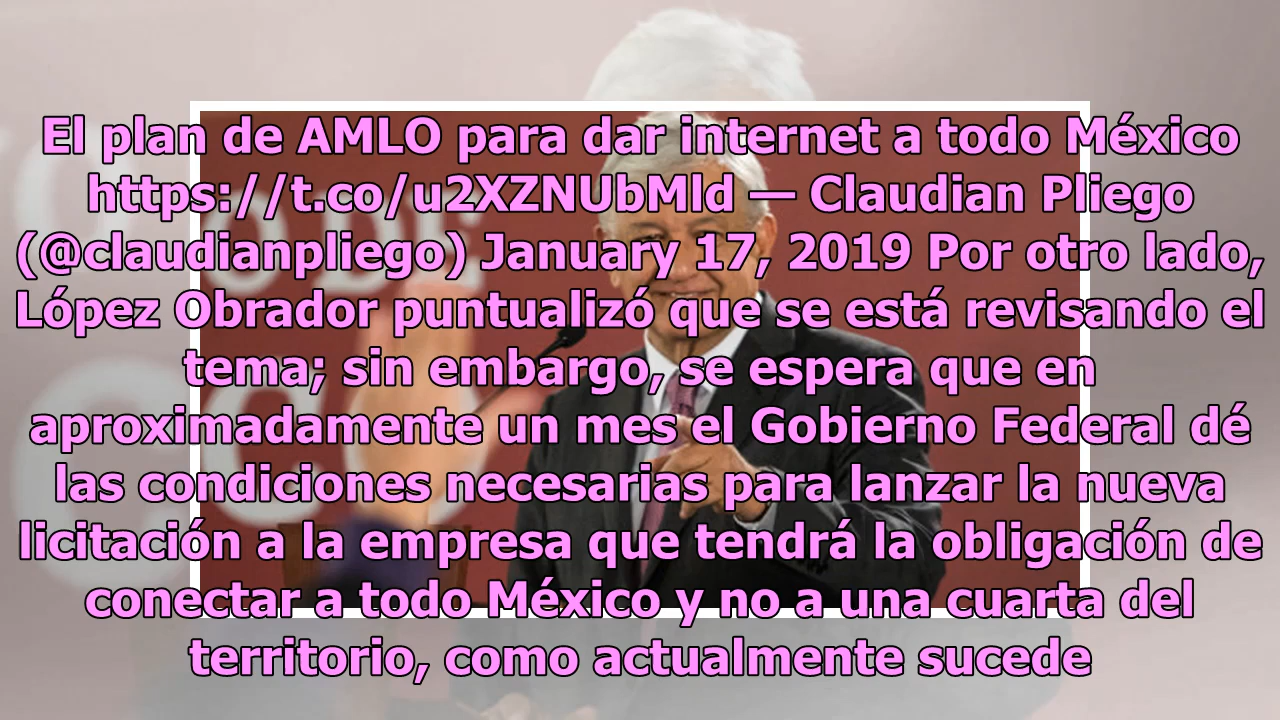 El plan de AMLO para dar internet a todo México
https://t.co/u2XZNUbMld — Claudian Pliego
(@claudianpliego) January 17, 2019 Por otro lado,
López Obrador puntualizó que se está revisando el
tema; sin embargo, se espera que en
aproximadamente un mes el Gobierno Federal dé
las condiciones necesarias para lanzar la nueva
licitación a la empresa que tendrá la obligación de
conectar a todo México y no a una cuarta del
territorio, como actualmente sucede